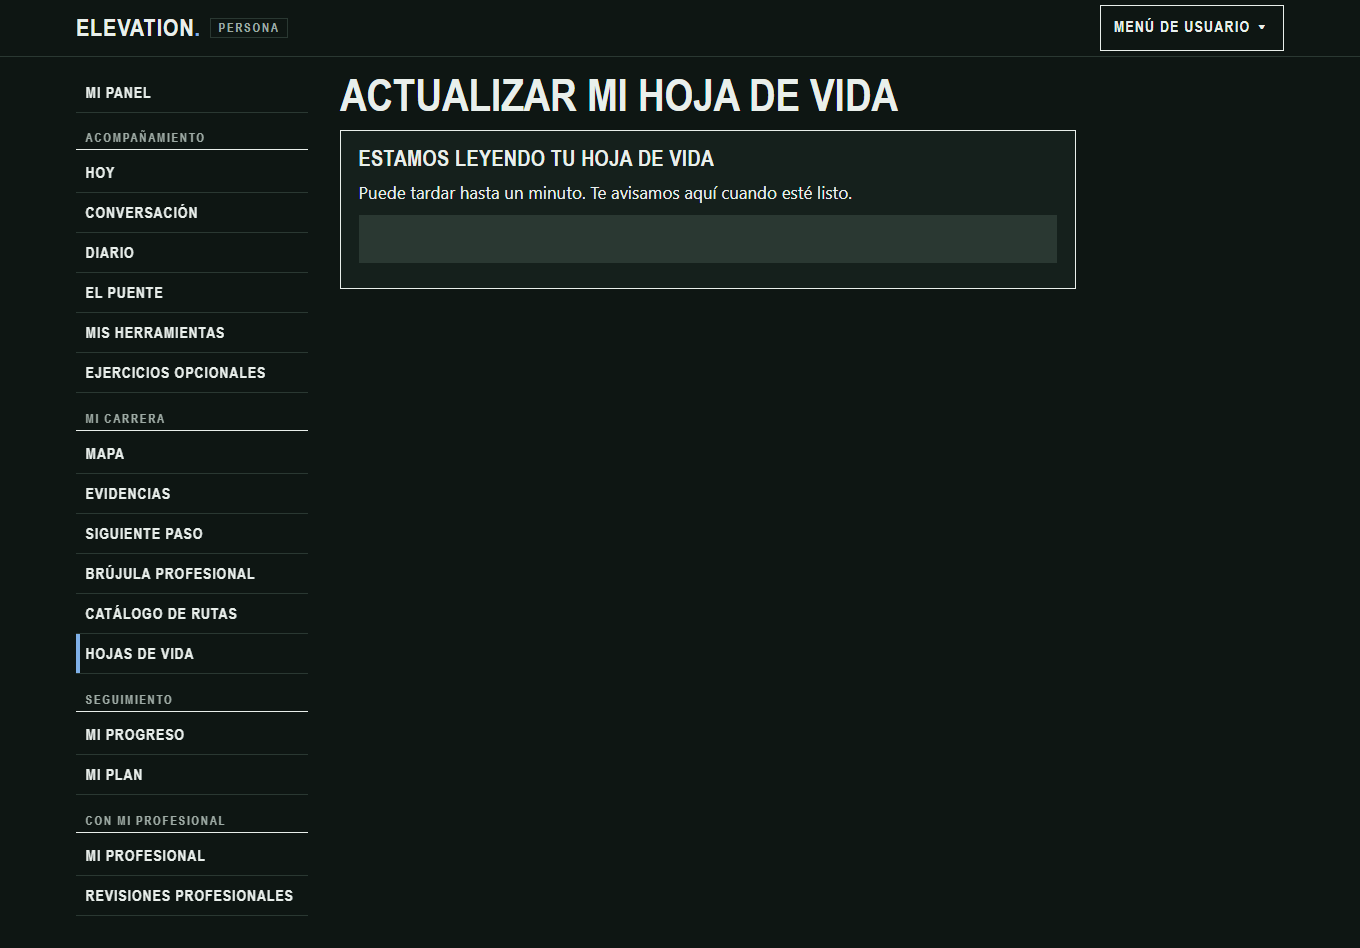 ELEVATION. PERSONA
MENÚ DE USUARIO
MI PANEL
ACOMPAÑAMIENTO
HOY
CONVERSACIÓN
DIARIO
EL PUENTE
MIS HERRAMIENTAS
EJERCICIOS OPCIONALES
MI CARRERA
MAPA
EVIDENCIAS
SIGUIENTE PASO
BRÚJULA PROFESIONAL
CATÁLOGO DE RUTAS
HOJAS DE VIDA
SEGUIMIENTO
MI PROGRESO
MI PLAN
CON MI PROFESIONAL
MI PROFESIONAL
REVISIONES PROFESIONALES
ACTUALIZAR MI HOJA DE VIDA
ESTAMOS LEYENDO TU HOJA DE VIDA
Puede tardar hasta un minuto. Te avisamos aquí cuando esté listo.